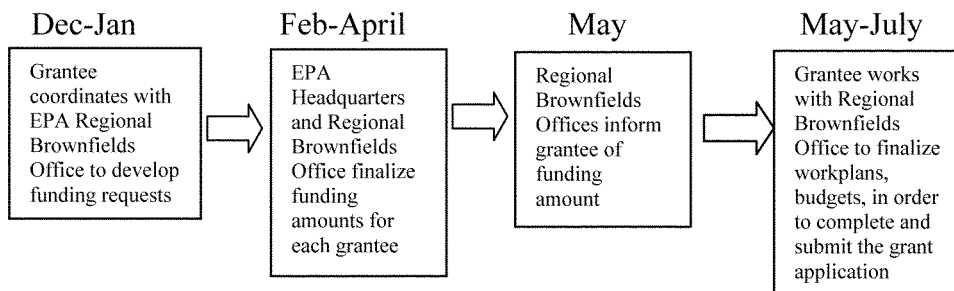 Dec-Jan
Grantee
coordinates with
EPA Regional
Brownfields
Office to develop
funding requests
Feb-April
EPA
Headquarters
and Regional
Brownfields
Office finalize
funding
amounts for
each grantee
May
Regional
Brownfields
Offices inform
grantee of
funding
amount
May-July
Grantee works
with Regional
Brownfields
Office to finalize
workplans,
budgets, in order
to complete and
submit the grant
application